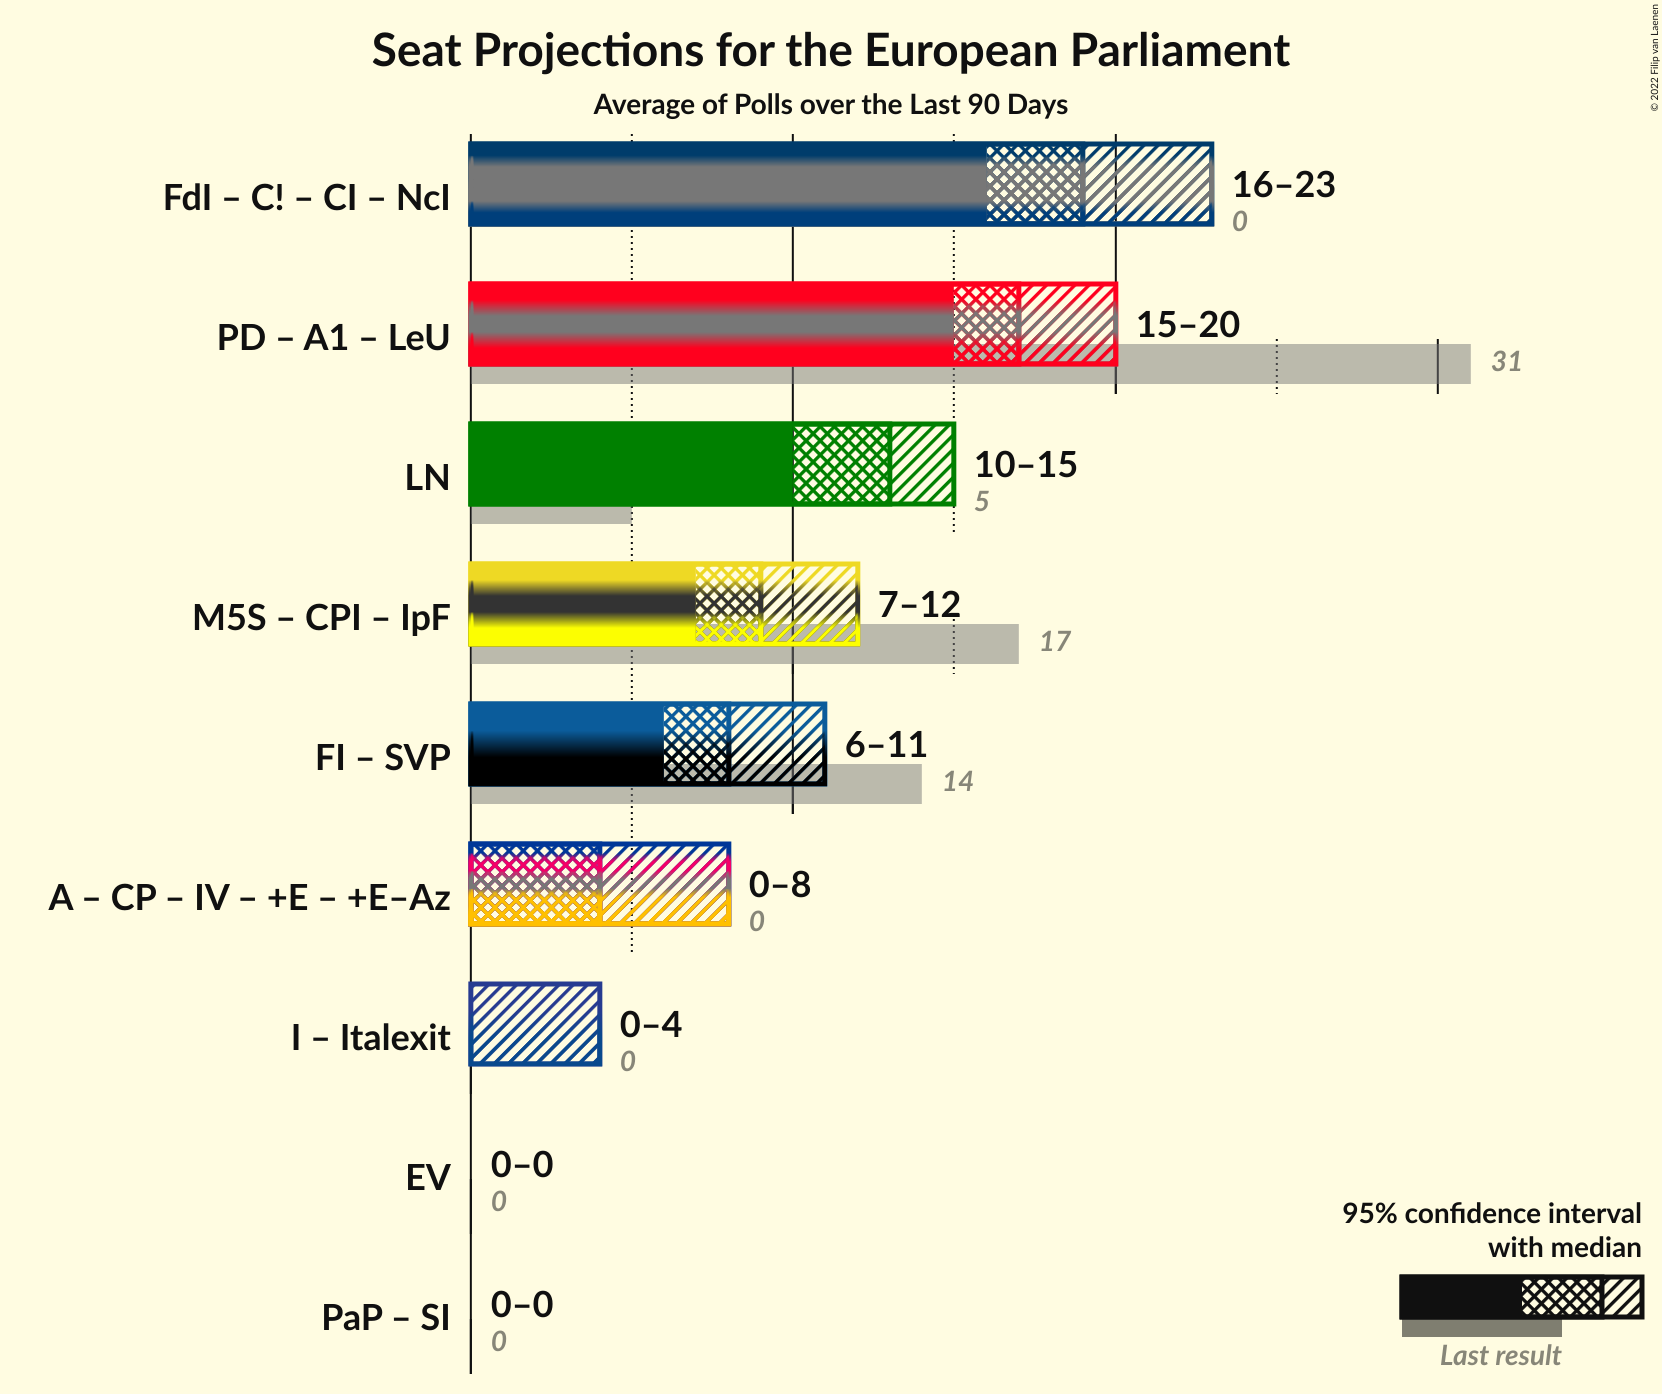 Seat Projections for the European Parliament
Average of Polls over the Last 90 Days
© 2022 Filip van Laenen
FdI – C! – CI – NcI
16–23
0
PD – A1 – LeU
15–20
31
LN
10–15
5
M5S – CPI – IpF
7–12
17
FI – SVP
6–11
14
A – CP – IV – +E – +E–Az
0–8
0
I – Italexit
0–4
0
EV
0–0
0
PaP – SI
0–0
0
95% confidence interval
with median
Last result